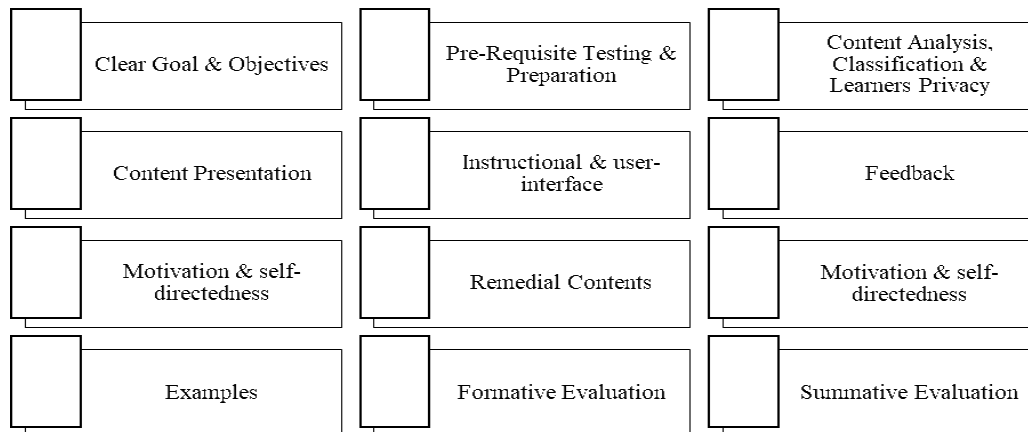 Clear Goal & Objectives
Pre-Requisite Testing &
Preparation
Content Analysis,
Classification &
Learners Privacy
Content Presentation
Instructional & user-
interface
Feedback
Motivation & self-
directedness
Remedial Contents
Motivation & self-
directedness
Examples
Formative Evaluation
Summative Evaluation